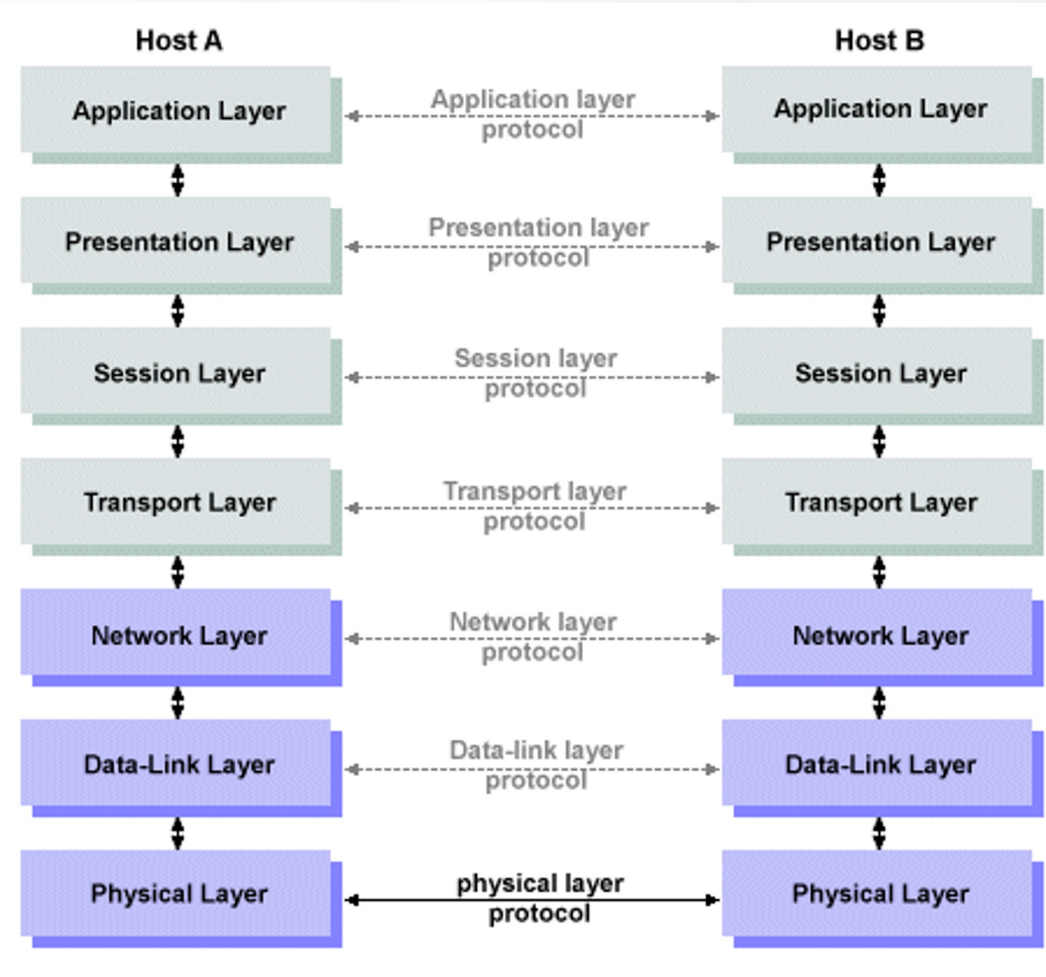 Host A
Host B
Application Layer
Application layer
protocol
Application Layer
Presentation Layer
Presentation layer
protocol
Presentation Layer
Session Layer
Session layer
protocol
Session Layer
Transport Layer
Transport layer
protocol
Transport Layer
Network Layer
Network layer
protocol
Network Layer
Data-Link Layer
Data-link layer
protocol
Data-Link Layer
Physical Layer
physical layer
protocol
Physical Layer